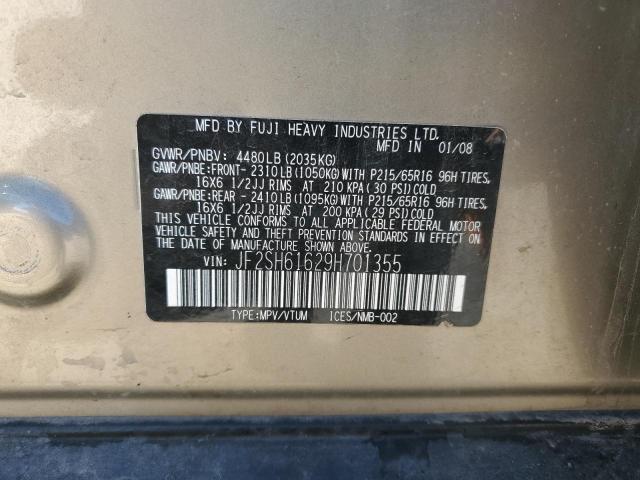 MFD BY FUJI HEAVY INDUSTRIES LTD.
MFD IN 01/08
GVWR/PNBV: 4480LB(2035KG)
GAWR/PNBE:FRONT- 2310LB(1050KG)WITH P215/65R16 96H TIRES,
16X6 1/2JJ RIMS AT 210 KPA(30 PSI)COLD
GAWR/PNBE:REAR - 2410LB(1095KG)WITH P215/65R16 96H TIRES,
16X6 1/2JJ RIMS AT 200 KPA(29 PSI)COLD
THIS VEHICLE CONFORMS TO ALL APPLICABLE FEDERAL MOTOR
VEHICLE SAFETY AND THEFT PREVENTION STANDARDS IN EFFECT
ON THE DATE OF MANUFACTURE SHOWN ABOVE.
VIN: JF2SH61629H701355
TYPE:MPV/VTUM ICES/NMB-002